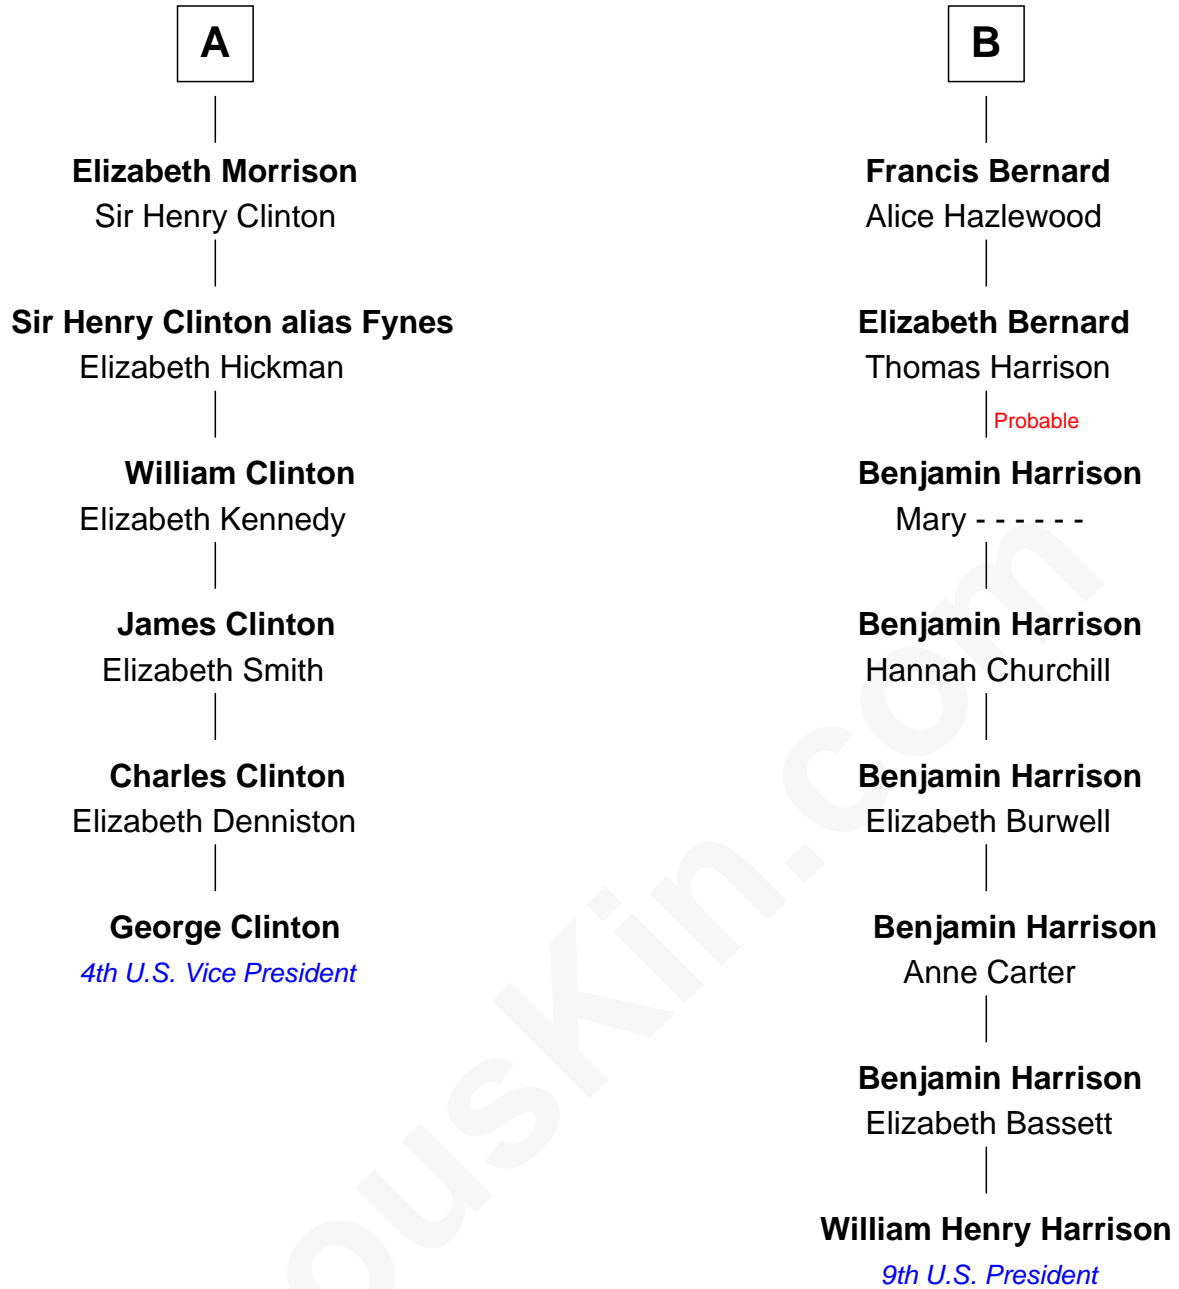 A
Elizabeth Morrison
Sir Henry Clinton
Sir Henry Clinton alias Fynes
Elizabeth Hickman
William Clinton
Elizabeth Kennedy
James Clinton
Elizabeth Smith
Charles Clinton
Elizabeth Denniston
George Clinton
4th U.S. Vice President
B
Francis Bernard
Alice Hazlewood
Elizabeth Bernard
Thomas Harrison
Probable
Benjamin Harrison
Mary - - - - - -
Benjamin Harrison
Hannah Churchill
Benjamin Harrison
Elizabeth Burwell
Benjamin Harrison
Anne Carter
Benjamin Harrison
Elizabeth Bassett
William Henry Harrison
9th U.S. President
ousKin.com